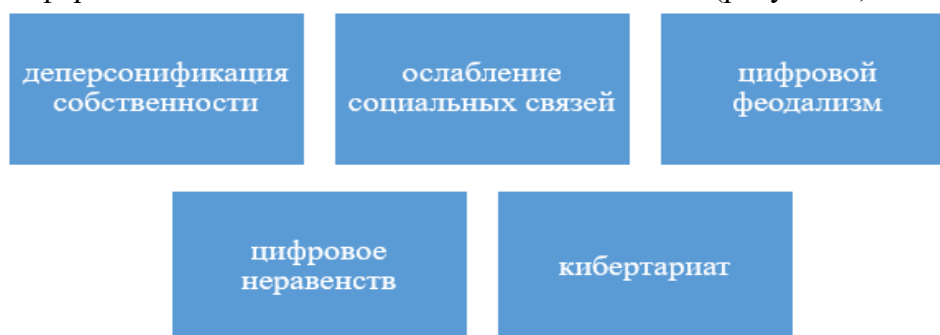 деперсонификация
собственности
ослабление
социальных связей
цифровой
феодализм
цифровое
неравенств
кибертариат